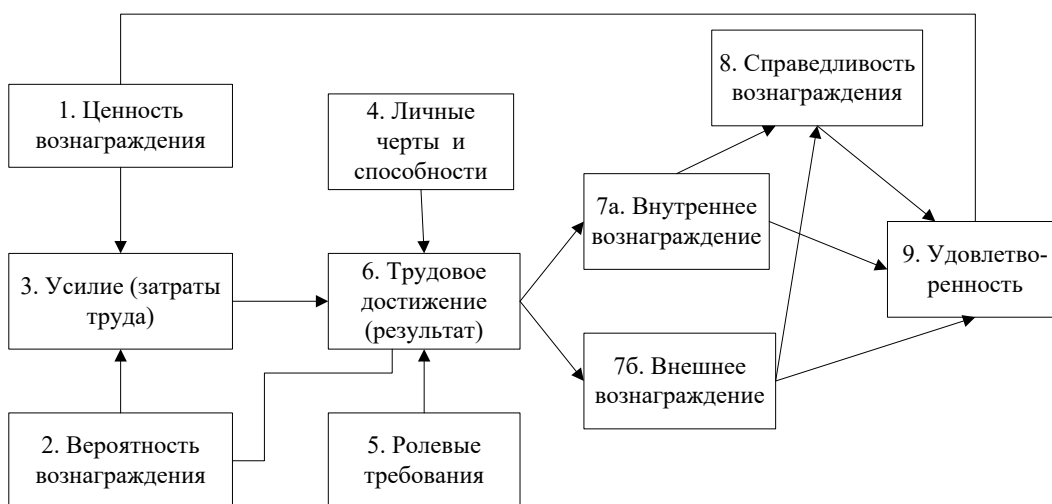 1. Ценность
вознаграждения
3. Усилие (затраты
труда)
2. Вероятность
вознаграждения
4. Личные
черты и
способности
6. Трудовое
достижение
(результат)
5. Ролевые
требования
7а. Внутреннее
вознаграждение
7б. Внешнее
вознаграждение
8. Справедливость
вознаграждения
9. Удовлетво-
ренность